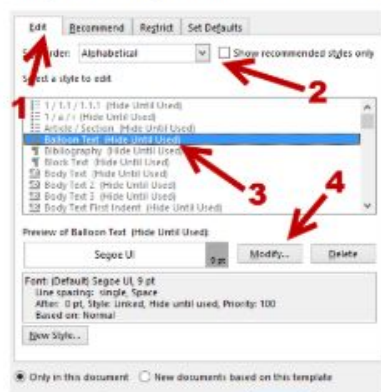 Edit Recommend Restrict Set Defaults
order: Alphabetical Show recommended styles only
Select a style to edit
1 2
1 / 1.1 / 1.1.1 (Hide Until Used)
1 / a / i (Hide Until Used)
Article / Section (Hide Until Used)
Balloon Text (Hide Until Used)
Bibliography (Hide Until Used)
Block Text (Hide Until Used)
Body Text (Hide Until Used)
Body Text 2 (Hide Until Used)
Body Text 3 (Hide Until Used)
Body Text First Indent (Hide Until Used)
3 4
Preview of Balloon Text (Hide Until Used):
Segoe UI 9 pt Modify... Delete
Font: (Default) Segoe UI, 9 pt
Line spacing: single, Space
After: 0 pt, Style: Linked, Hide until used, Priority: 100
Based on: Normal
New Style...
Only in this document New documents based on this template